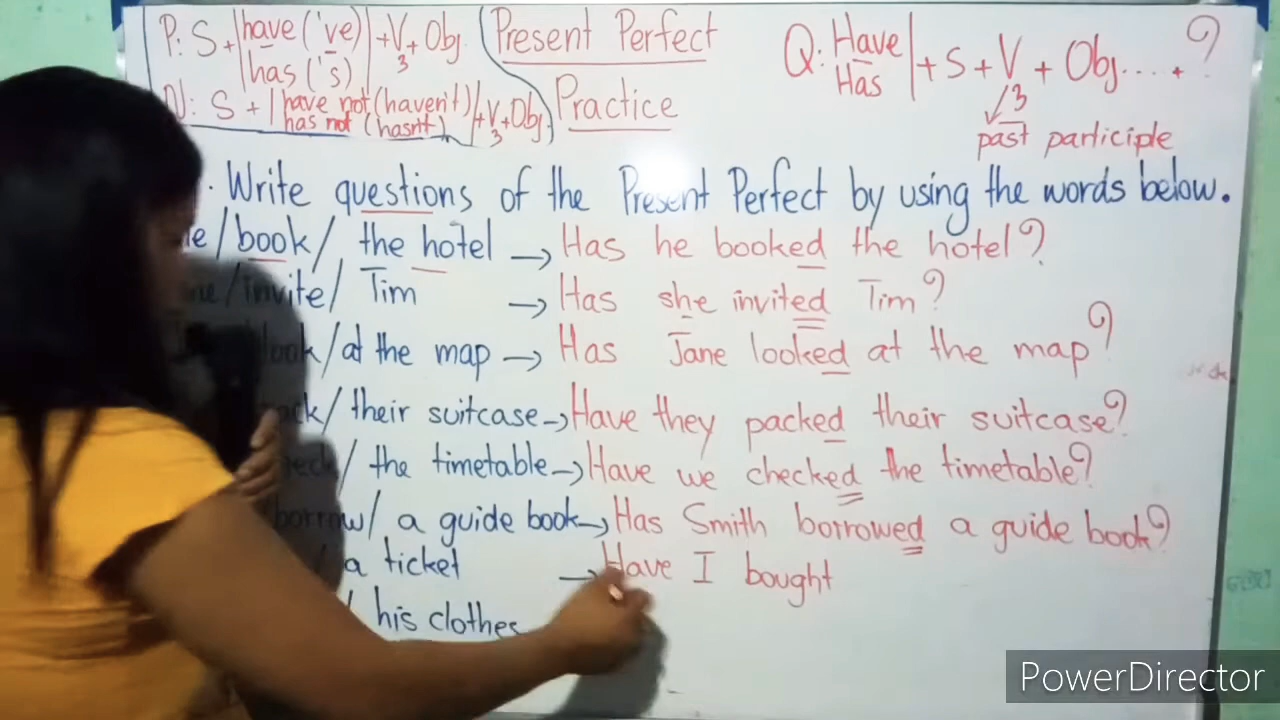 P: S + have ('ve) + V3 + Obj
has ('s)
N: S + have not (haven't) + V3 + Obj
has not (hasn't)
Present Perfect
Practice
Q: Have + S + V3 + Obj..... ?
Has
past participle
Write questions of the Present Perfect by using the words below.
/ book / the hotel → Has he booked the hotel?
/ invite / Tim → Has she invited Tim?
/ at the map → Has Jane looked at the map?
/ their suitcase → Have they packed their suitcase?
/ the timetable → Have we checked the timetable?
borrow / a guide book → Has Smith borrowed a guide book?
a ticket → Have I bought
/ his clothes
PowerDirector